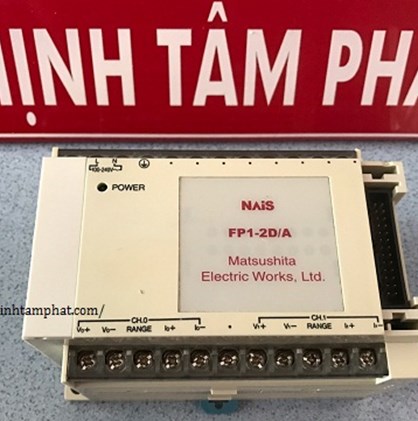 MỊNH TÂM PHA
L N
100-240V~
POWER
NAiS
FP1-2D/A
Matsushita
Electric Works, Ltd.
inhtamphat.com/
CH.0
V0+ V0− RANGE I0+ I0−
CH.1
V1+ V1− RANGE I1+ I1−